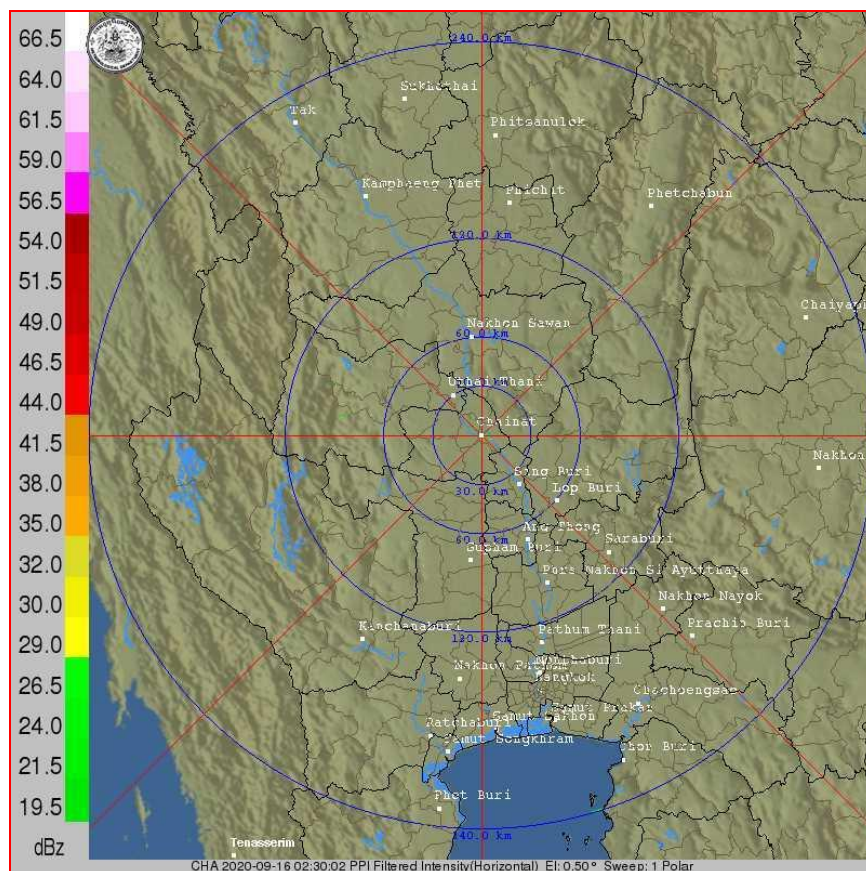 66.5
64.0
61.5
59.0
56.5
54.0
51.5
49.0
46.5
44.0
41.5
38.0
35.0
32.0
30.0
29.0
26.5
24.0
21.5
19.5
dBz
240.0 km
Sukhothai
Tak
Phitsanulok
Kamphaeng Phet
Phichit
Phetchabun
120.0 km
Chaiyaph
Nakhon Sawan
60.0 km
Uthai Thani
Chainat
Nakhon
Sing Buri
30.0 km
Lop Buri
Ang Thong
60.0 km
Saraburi
Pora Nakhon Si Ayutthaya
Nakhon Nayok
Kanchanaburi
120.0 km
Pathum Thani
Prachin Buri
Nonthaburi
Nakhon Pathom
Bangkok
Chachoengsao
Samut Prakan
Samut Sakhon
Ratchaburi
Samut Songkhram
Chon Buri
Phet Buri
240.0 km
Tenasserim
CHA 2020-09-16 02:30:02 PPI Filtered Intensity(Horizontal) El: 0.50° Sweep: 1 Polar